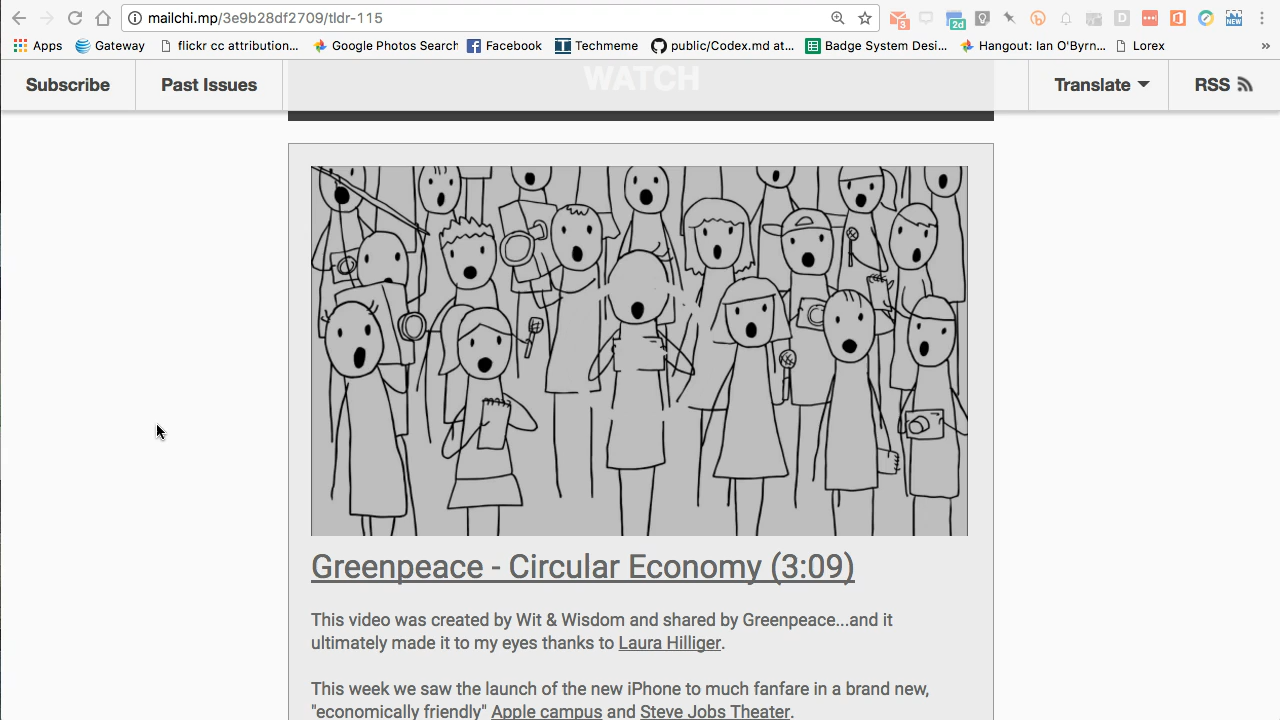 mailchi.mp/3e9b28df2709/tldr-115
3
2d
D
NEW
Apps
Gateway
flickr cc attribution...
Google Photos Search
Facebook
Techmeme
public/Codex.md at...
Badge System Desi...
Hangout: Ian O'Byrn...
Lorex
»
Subscribe
Past Issues
WATCH
Translate
RSS
Greenpeace - Circular Economy (3:09)
This video was created by Wit & Wisdom and shared by Greenpeace...and it
ultimately made it to my eyes thanks to Laura Hilliger.
This week we saw the launch of the new iPhone to much fanfare in a brand new,
"economically friendly" Apple campus and Steve Jobs Theater.